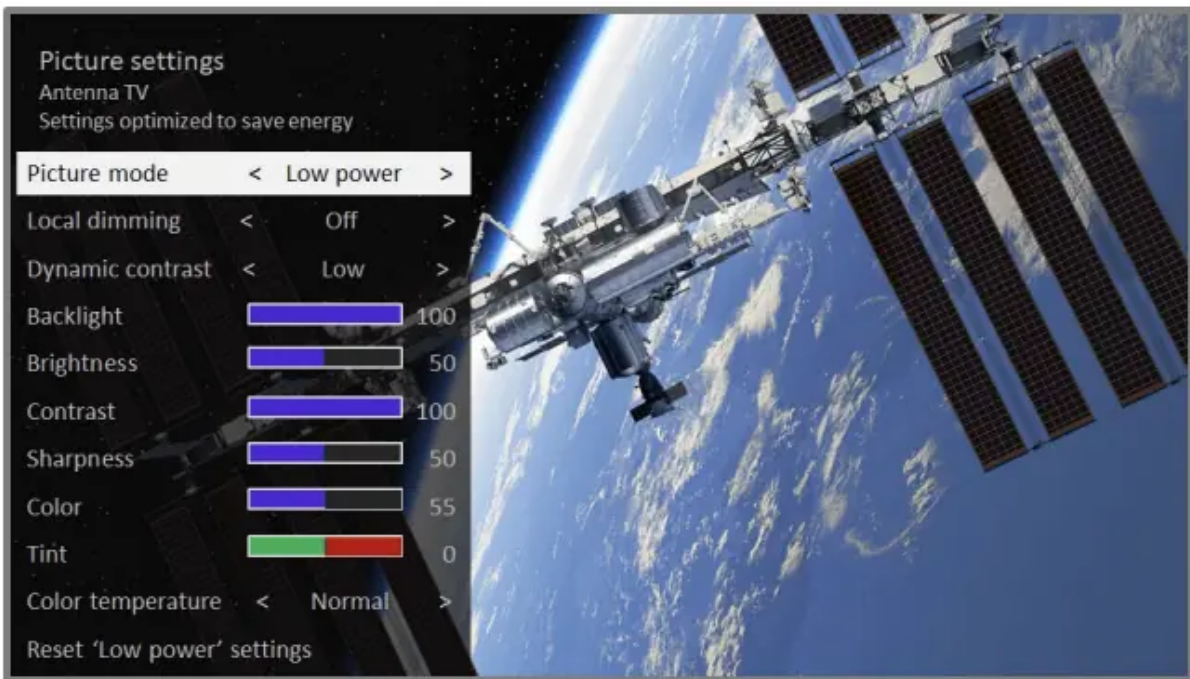 Picture settings
Antenna TV
Settings optimized to save energy
Picture mode < Low power >
Local dimming < Off >
Dynamic contrast < Low >
Backlight 100
Brightness 50
Contrast 100
Sharpness 50
Color 55
Tint 0
Color temperature < Normal >
Reset ‘Low power’ settings